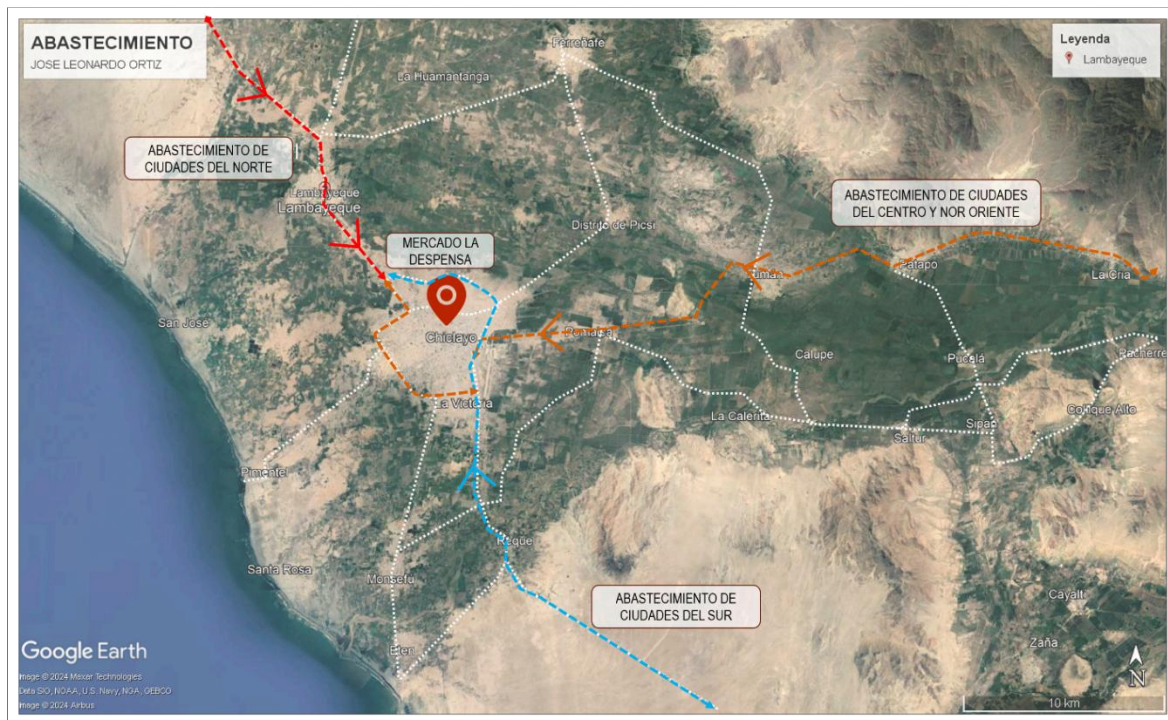 ABASTECIMIENTO
JOSE LEONARDO ORTIZ
Leyenda
Lambayeque
Ferreñafe
La Huamantanga
ABASTECIMIENTO DE
CIUDADES DEL NORTE
Lambayeque
Lambayeque
ABASTECIMIENTO DE CIUDADES
DEL CENTRO Y NOR ORIENTE
Distrito de Picsi
MERCADO LA
DESPENSA
Tumán
Patapo
La Cria
San Jose
Chiclayo
Pomalca
Calupe
Pucalá
Pacherre
La Victoria
La Calerita
Saltur
Sipán
Collique Alto
Pimentel
Reque
Santa Rosa
Monsefú
ABASTECIMIENTO DE
CIUDADES DEL SUR
Cayalti
Zaña
Eten
Google Earth
Image © 2024 Maxar Technologies
Data SIO, NOAA, U.S. Navy, NGA, GEBCO
Image © 2024 Airbus
N
10 km